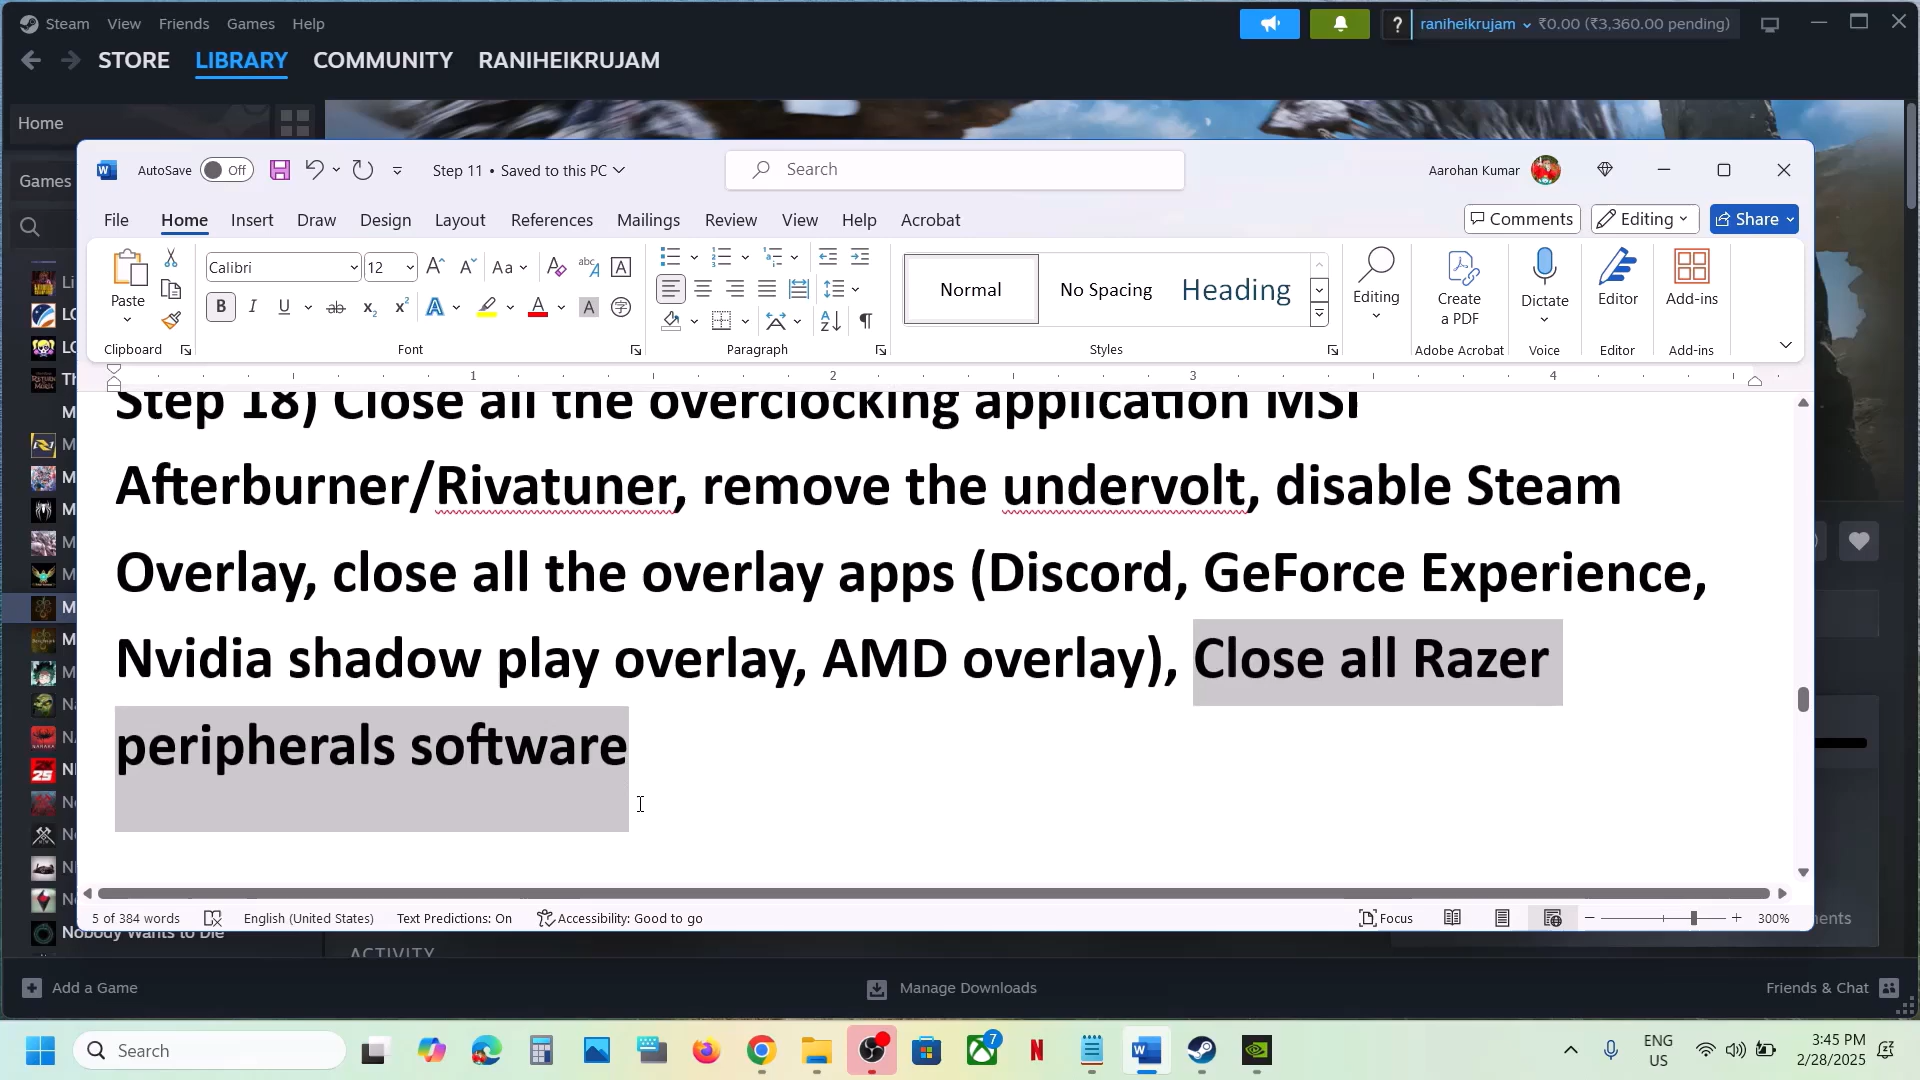 Steam View Friends Games Help
? raniheikrujam ₹0.00 (₹3,360.00 pending)
STORE LIBRARY COMMUNITY RANIHEIKRUJAM
Home
Games
AutoSave Off Step 11 • Saved to this PC Search Aarohan Kumar
File Home Insert Draw Design Layout References Mailings Review View Help Acrobat Comments Editing Share
Calibri 12
Paste
Normal No Spacing Heading
Editing
Create a PDF
Dictate
Editor
Add-ins
Clipboard Font Paragraph Styles Adobe Acrobat Voice Editor Add-ins
1 2 3 4
Step 18) Close all the overclocking application MSI
Afterburner/Rivatuner, remove the undervolt, disable Steam
Overlay, close all the overlay apps (Discord, GeForce Experience,
Nvidia shadow play overlay, AMD overlay), Close all Razer
peripherals software
5 of 384 words English (United States) Text Predictions: On Accessibility: Good to go Focus 300%
Nobody Wants to Die
ACTIVITY
Add a Game Manage Downloads Friends & Chat
Search
7
ENG
US
3:45 PM
2/28/2025